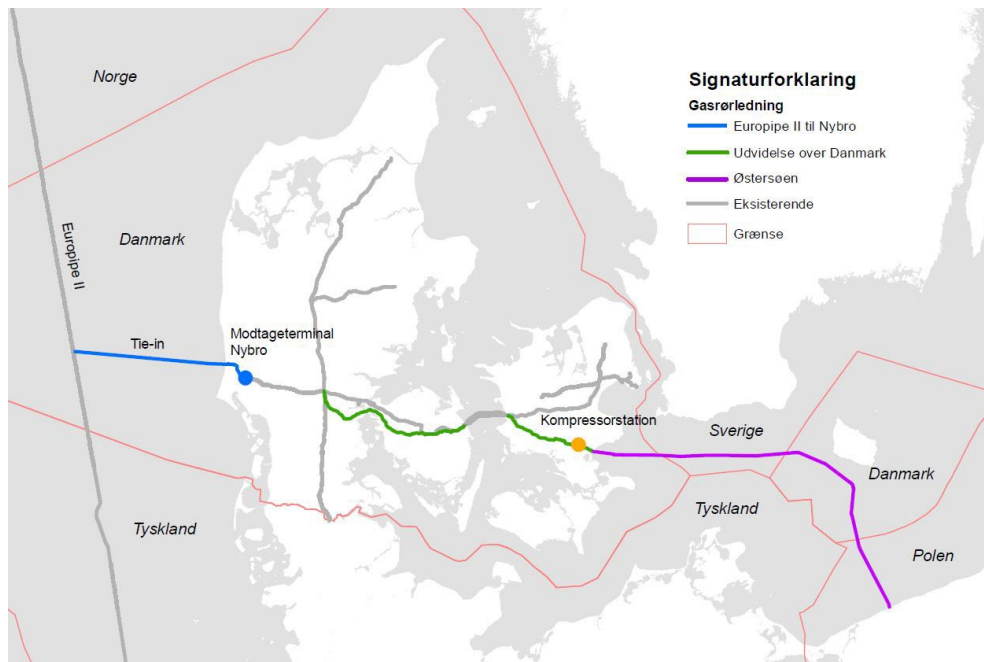 Norge
Signaturforklaring
Gasrørledning
Europipe II til Nybro
Udvidelse over Danmark
Østersøen
Eksisterende
Grænse
Europipe II
Danmark
Tie-in
Modtageterminal
Nybro
Kompressorstation
Sverige
Danmark
Tyskland
Tyskland
Polen